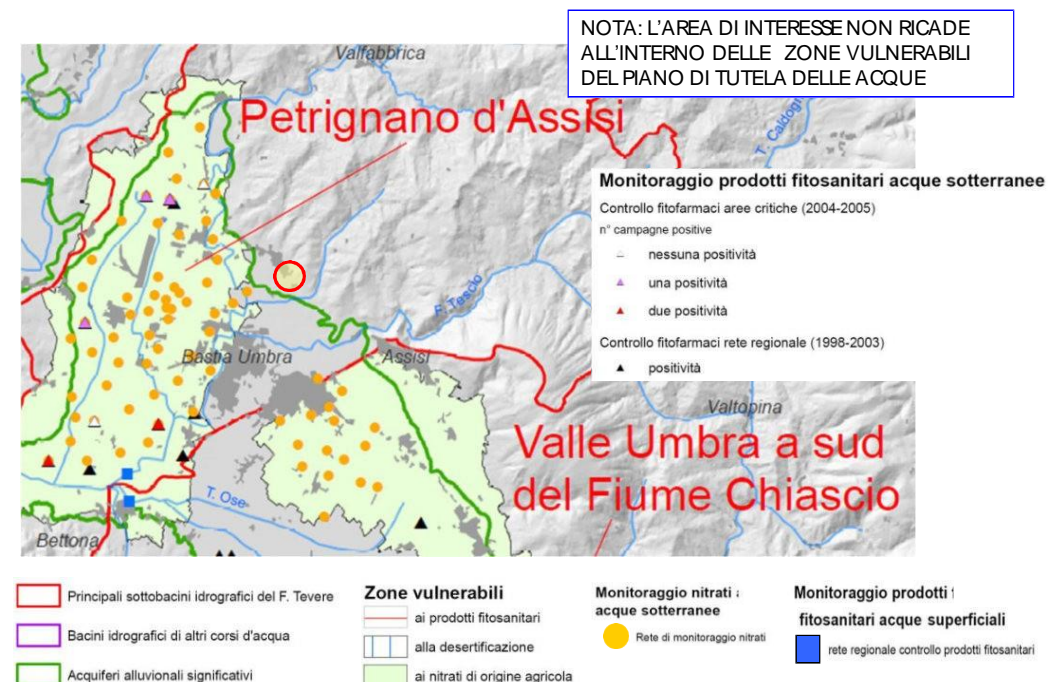 NOTA: L'AREA DI INTERESSE NON RICADE
ALL'INTERNO DELLE ZONE VULNERABILI
DEL PIANO DI TUTELA DELLE ACQUE
Valfabbrica
Petrignano d'Assisi
Monitoraggio prodotti fitosanitari acque sotterranee
Controllo fitofarmaci aree critiche (2004-2005)
n° campagne positive
nessuna positività
una positività
due positività
Controllo fitofarmaci rete regionale (1998-2003)
positività
F. Tescio
Bastia Umbra
Assisi
Valtopina
Valle Umbra a sud
del Fiume Chiascio
T. Ose
Bettona
Principali sottobacini idrografici del F. Tevere
Bacini idrografici di altri corsi d'acqua
Acquiferi alluvionali significativi
Zone vulnerabili
ai prodotti fitosanitari
alla desertificazione
ai nitrati di origine agricola
Monitoraggio nitrati
acque sotterranee
Rete di monitoraggio nitrati
Monitoraggio prodotti
fitosanitari acque superficiali
rete regionale controllo prodotti fitosanitari